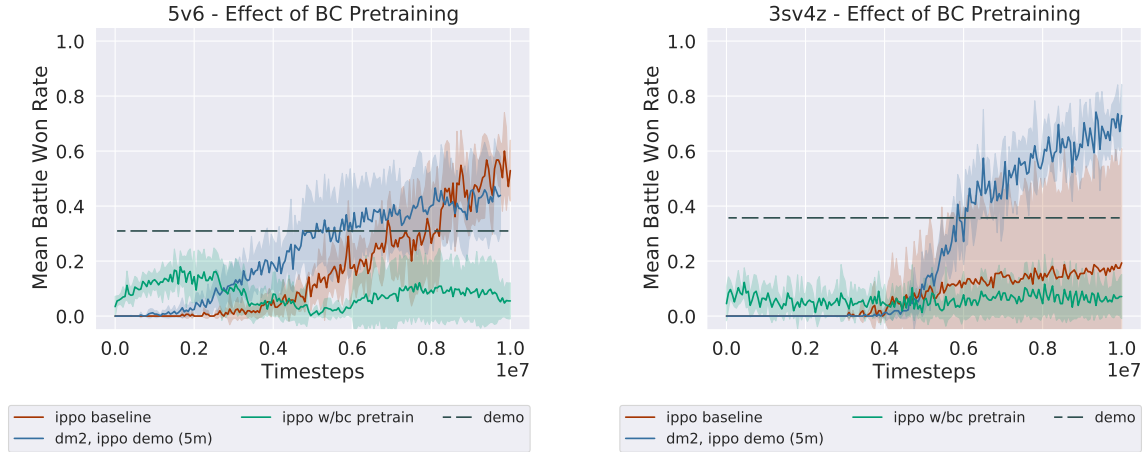 5v6 - Effect of BC Pretraining
1.0
0.8
0.6
0.4
0.2
0.0
Mean Battle Won Rate
0.0 0.2 0.4 0.6 0.8 1.0
1e7
Timesteps
ippo baseline
dm2, ippo demo (5m)
ippo w/bc pretrain
demo
3sv4z - Effect of BC Pretraining
1.0
0.8
0.6
0.4
0.2
0.0
Mean Battle Won Rate
0.0 0.2 0.4 0.6 0.8 1.0
1e7
Timesteps
ippo baseline
dm2, ippo demo (5m)
ippo w/bc pretrain
demo